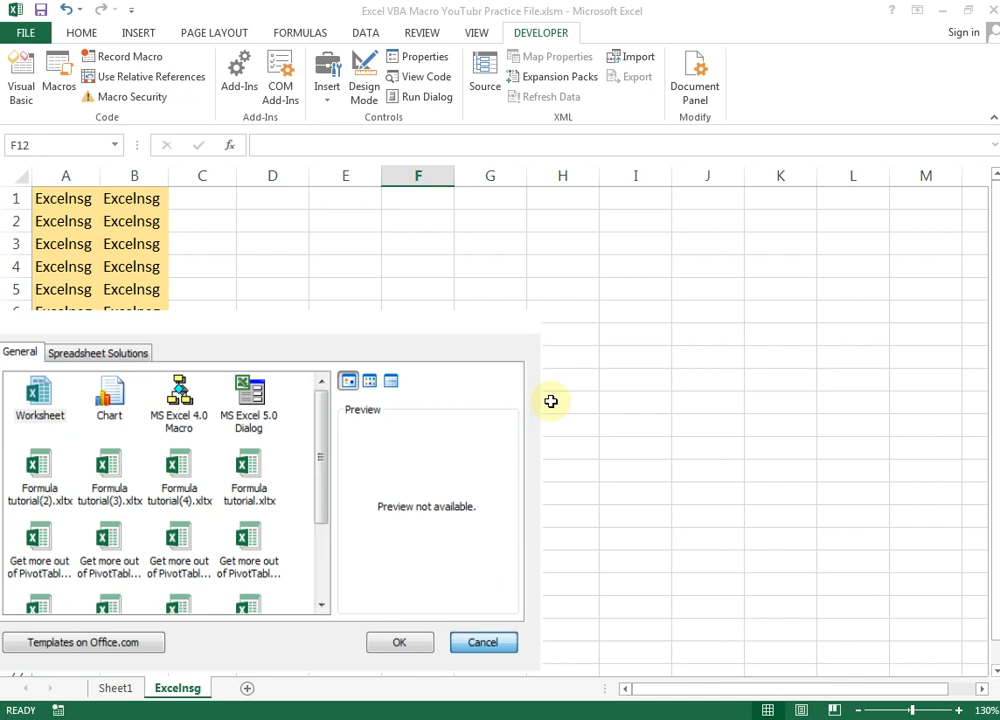 Excel VBA Macro YouTubr Practice File.xlsm - Microsoft Excel
FILE HOME INSERT PAGE LAYOUT FORMULAS DATA REVIEW VIEW DEVELOPER Sign in
Visual Basic
Macros
Record Macro
Use Relative References
Macro Security
Code
Add-Ins
COM Add-Ins
Add-Ins
Insert
Design Mode
Properties
View Code
Run Dialog
Controls
Source
Map Properties
Expansion Packs
Refresh Data
Import
Export
XML
Document Panel
Modify
F12
fx
A B C D E F G H I J K L M
1 Excelnsg Excelnsg
2 Excelnsg Excelnsg
3 Excelnsg Excelnsg
4 Excelnsg Excelnsg
5 Excelnsg Excelnsg
General Spreadsheet Solutions
Worksheet
Chart
MS Excel 4.0 Macro
MS Excel 5.0 Dialog
Formula tutorial(2).xltx
Formula tutorial(3).xltx
Formula tutorial(4).xltx
Formula tutorial.xltx
Get more out of PivotTabl...
Get more out of PivotTabl...
Get more out of PivotTabl...
Get more out of PivotTabl...
Preview
Preview not available.
Templates on Office.com
OK
Cancel
Sheet1 Excelnsg
READY
130%